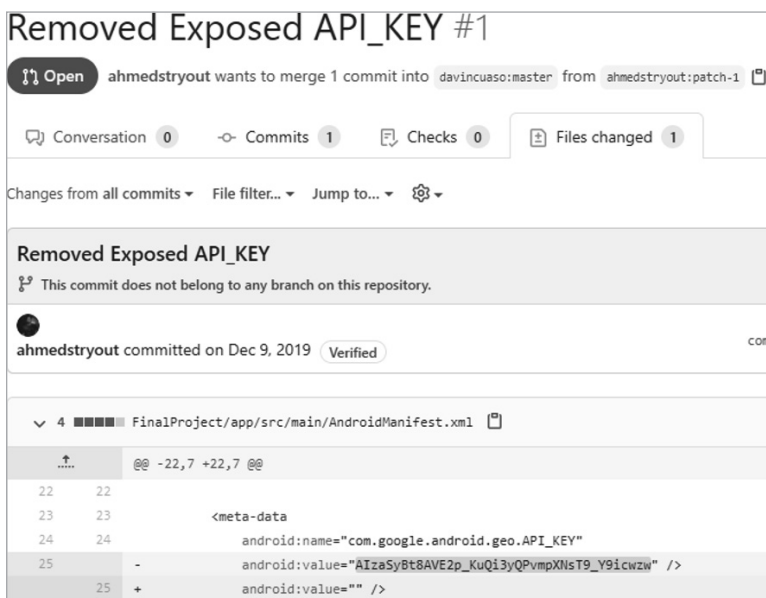 Removed Exposed API_KEY #1
Open ahmedstryout wants to merge 1 commit into davincuaso:master from ahmedstryout:patch-1
Conversation 0 Commits 1 Checks 0 Files changed 1
Changes from all commits File filter... Jump to...
Removed Exposed API_KEY
This commit does not belong to any branch on this repository.
ahmedstryout committed on Dec 9, 2019 Verified
4 FinalProject/app/src/main/AndroidManifest.xml
@@ -22,7 +22,7 @@
22 22
23 23 <meta-data
24 24 android:name="com.google.android.geo.API_KEY"
25 - android:value="AIzaSyBt8AVE2p_KuQi3yQPvmpXNsT9_Y9icwzw" />
25 + android:value="" />